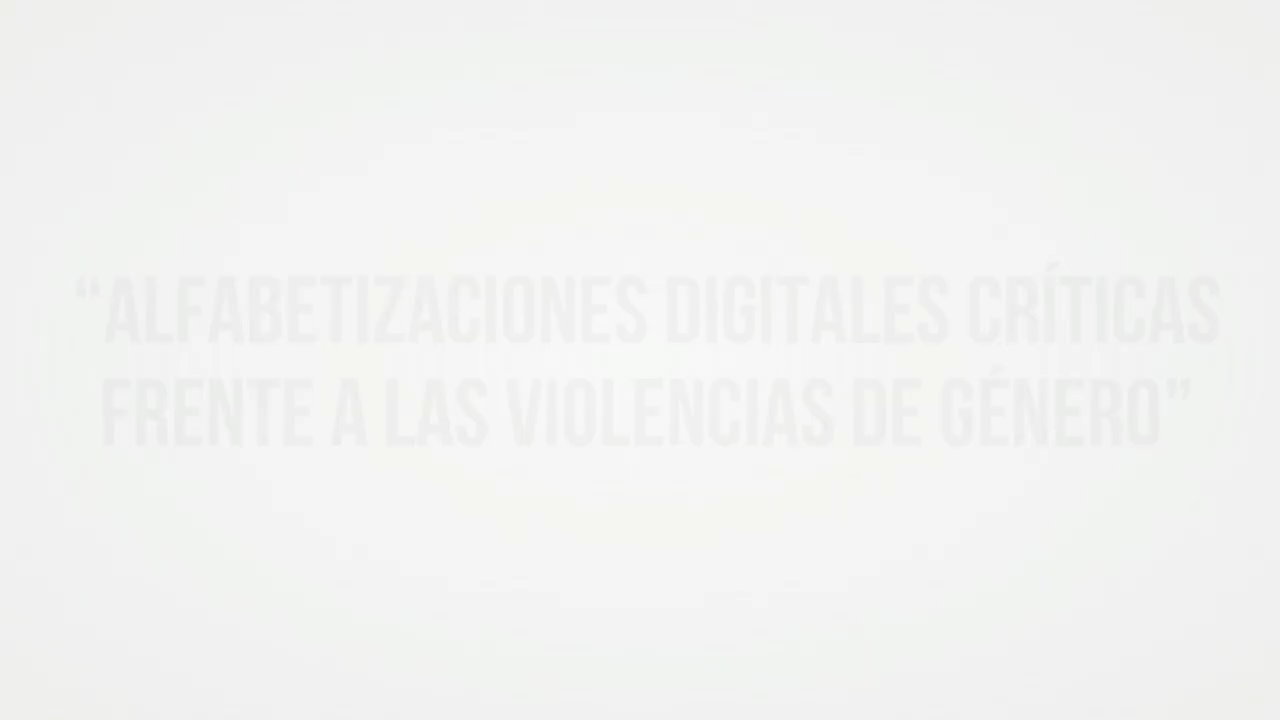 “ALFABETIZACIONES DIGITALES CRÍTICAS
FRENTE A LAS VIOLENCIAS DE GÉNERO”